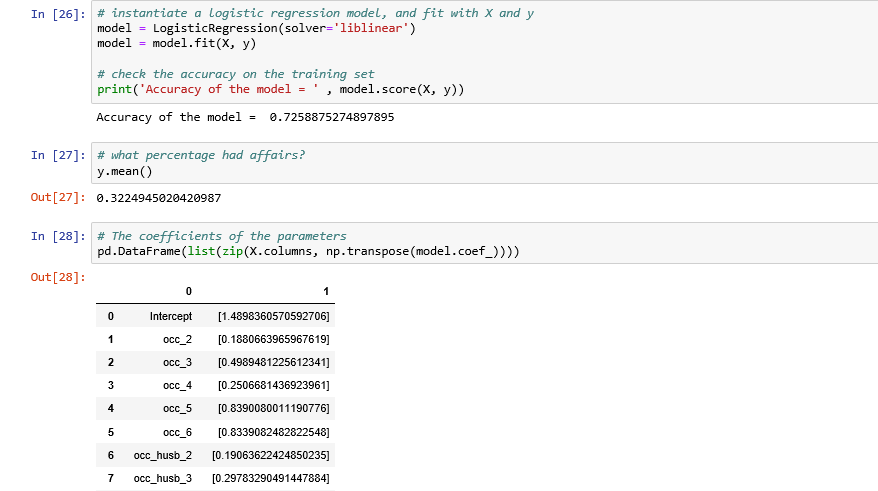 In [26]: # instantiate a logistic regression model, and fit with X and y
model = LogisticRegression(solver='liblinear')
model = model.fit(X, y)
# check the accuracy on the training set
print('Accuracy of the model = ' , model.score(X, y))
Accuracy of the model =  0.7258875274897895
In [27]: # what percentage had affairs?
y.mean()
Out[27]: 0.3224945020420987
In [28]: # The coefficients of the parameters
pd.DataFrame(list(zip(X.columns, np.transpose(model.coef_))))
Out[28]:
0 1
0 Intercept [1.4898360570592706]
1 occ_2 [0.1880663965967619]
2 occ_3 [0.4989481225612341]
3 occ_4 [0.2506681436923961]
4 occ_5 [0.8390080011190776]
5 occ_6 [0.8339082482822548]
6 occ_husb_2 [0.19063622424850235]
7 occ_husb_3 [0.29783290491447884]